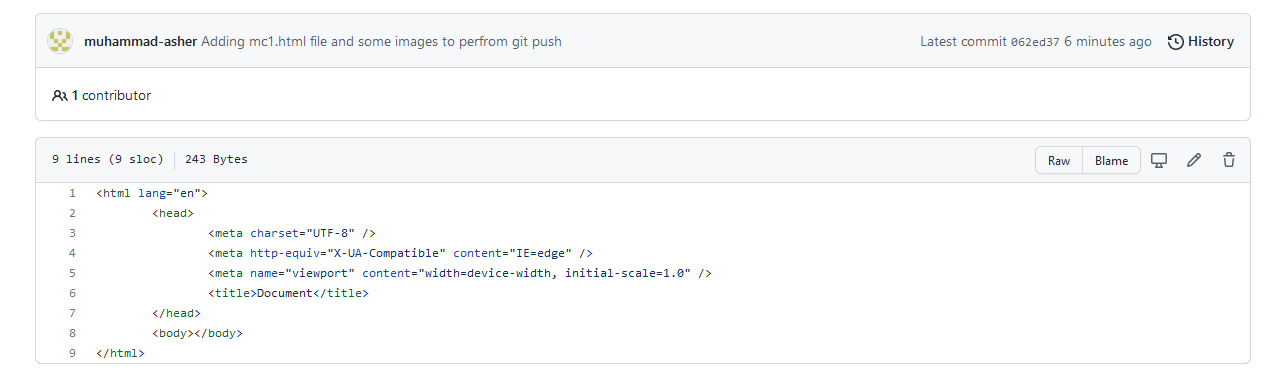 muhammad-asher Adding mc1.html file and some images to perfrom git push Latest commit 062ed37 6 minutes ago History
1 contributor
9 lines (9 sloc) 243 Bytes Raw Blame
1 <html lang="en">
2 <head>
3 <meta charset="UTF-8" />
4 <meta http-equiv="X-UA-Compatible" content="IE=edge" />
5 <meta name="viewport" content="width=device-width, initial-scale=1.0" />
6 <title>Document</title>
7 </head>
8 <body></body>
9 </html>